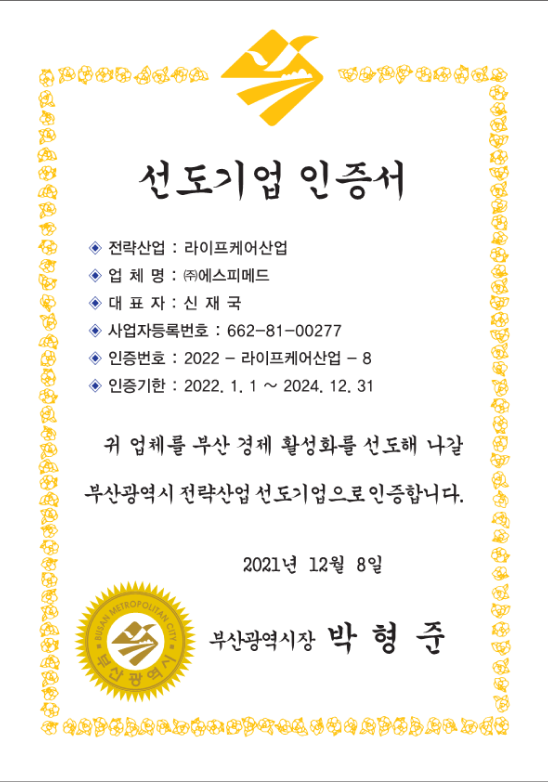 선도기업 인증서
◈ 전략산업 : 라이프케어산업
◈ 업 체 명 : ㈜에스피메드
◈ 대 표 자 : 신 재 국
◈ 사업자등록번호 : 662-81-00277
◈ 인증번호 : 2022 - 라이프케어산업 - 8
◈ 인증기한 : 2022. 1. 1 ~ 2024. 12. 31
귀 업체를 부산 경제 활성화를 선도해 나갈
부산광역시 전략산업 선도기업으로인증합니다.
2021년 12월 8일
부산광역시장 박 형 준
BUSAN METROPOLITAN CITY
부산광역시